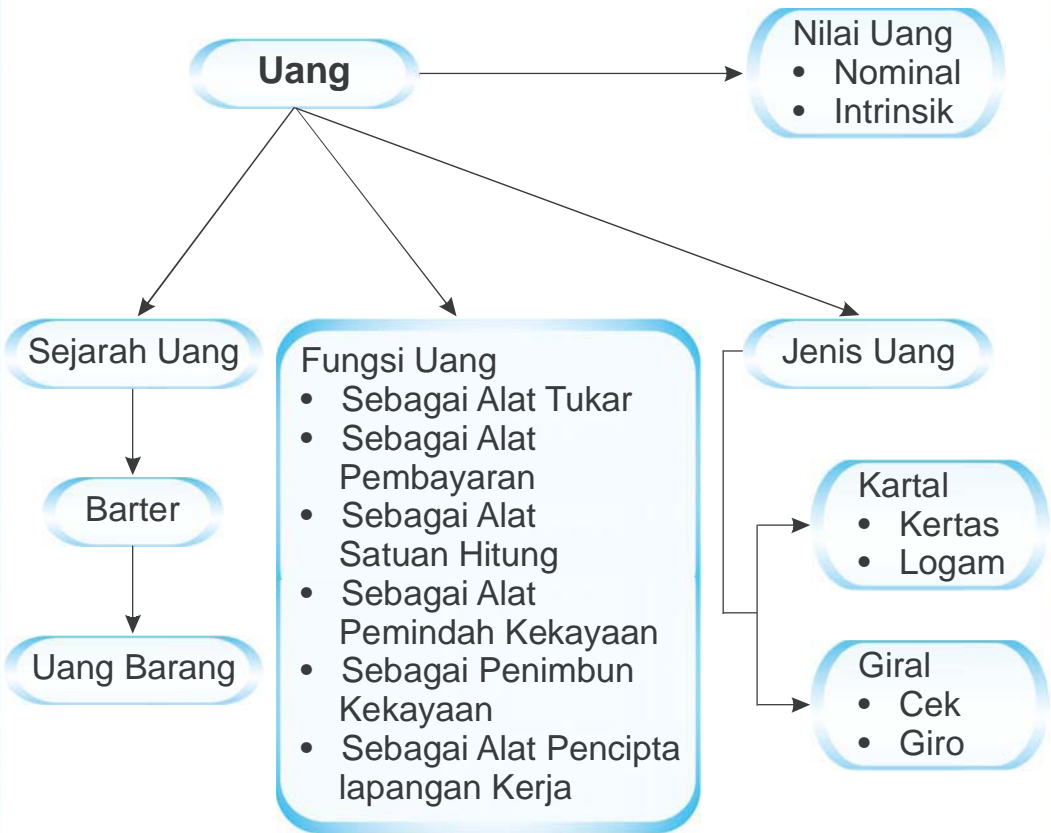 Uang
Nilai Uang
• Nominal
• Intrinsik
Sejarah Uang
Barter
Uang Barang
Fungsi Uang
• Sebagai Alat Tukar
• Sebagai Alat
Pembayaran
• Sebagai Alat
Satuan Hitung
• Sebagai Alat
Pemindah Kekayaan
• Sebagai Penimbun
Kekayaan
• Sebagai Alat Pencipta
lapangan Kerja
Jenis Uang
Kartal
• Kertas
• Logam
Giral
• Cek
• Giro